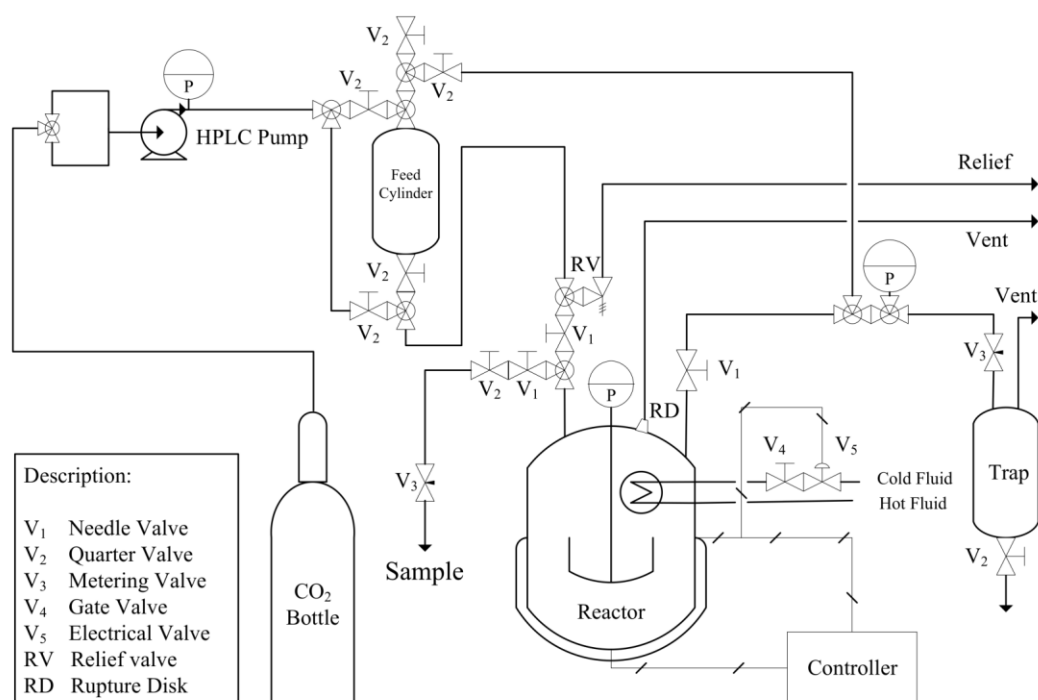 V₂
P
V₂
V₂
HPLC Pump
Feed
Cylinder
Relief
Vent
RV
P
V₂
Vent
V₂
V₁
V₃
V₂
V₁
P
V₁
RD
V₄
V₅
Trap
Cold Fluid
Hot Fluid
V₃
V₂
Sample
CO₂
Bottle
Reactor
Controller
Description:
V₁ Needle Valve
V₂ Quarter Valve
V₃ Metering Valve
V₄ Gate Valve
V₅ Electrical Valve
RV Relief valve
RD Rupture Disk